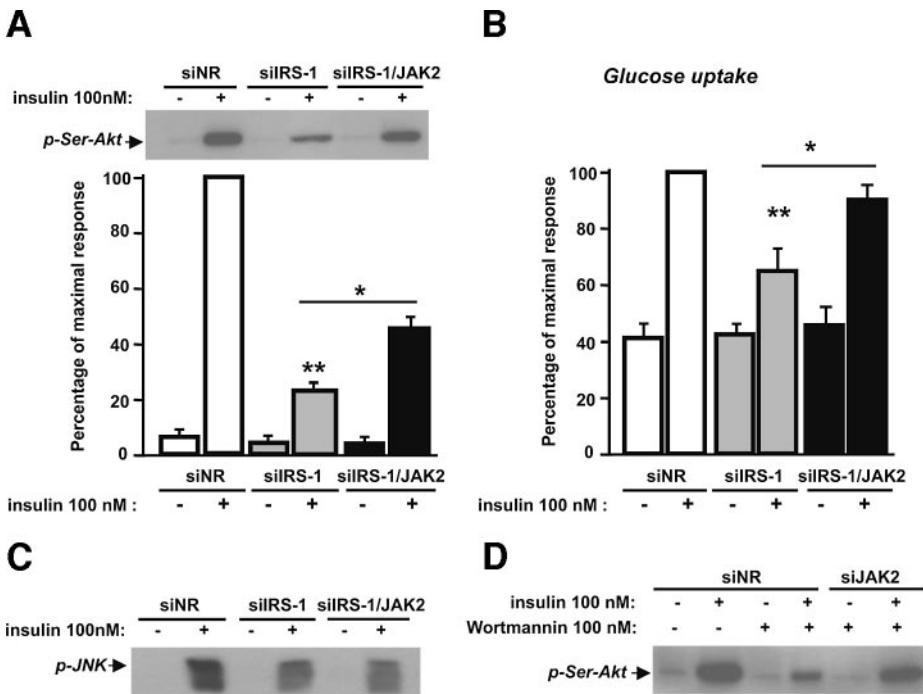 A
siNR siIRS-1 siIRS-1/JAK2
insulin 100nM: - + - + - +
p-Ser-Akt
Percentage of maximal response
100
80
60
40
20
0
*
**
siNR siIRS-1 siIRS-1/JAK2
insulin 100 nM : - + - + - +
B
Glucose uptake
Percentage of maximal response
100
80
60
40
20
0
*
**
siNR siIRS-1 siIRS-1/JAK2
insulin 100 nM : - + - + - +
C
siNR siIRS-1 siIRS-1/JAK2
insulin 100nM: - + - + - +
p-JNK
D
siNR siJAK2
insulin 100 nM: - + - + - +
Wortmannin 100 nM: - - + + + +
p-Ser-Akt